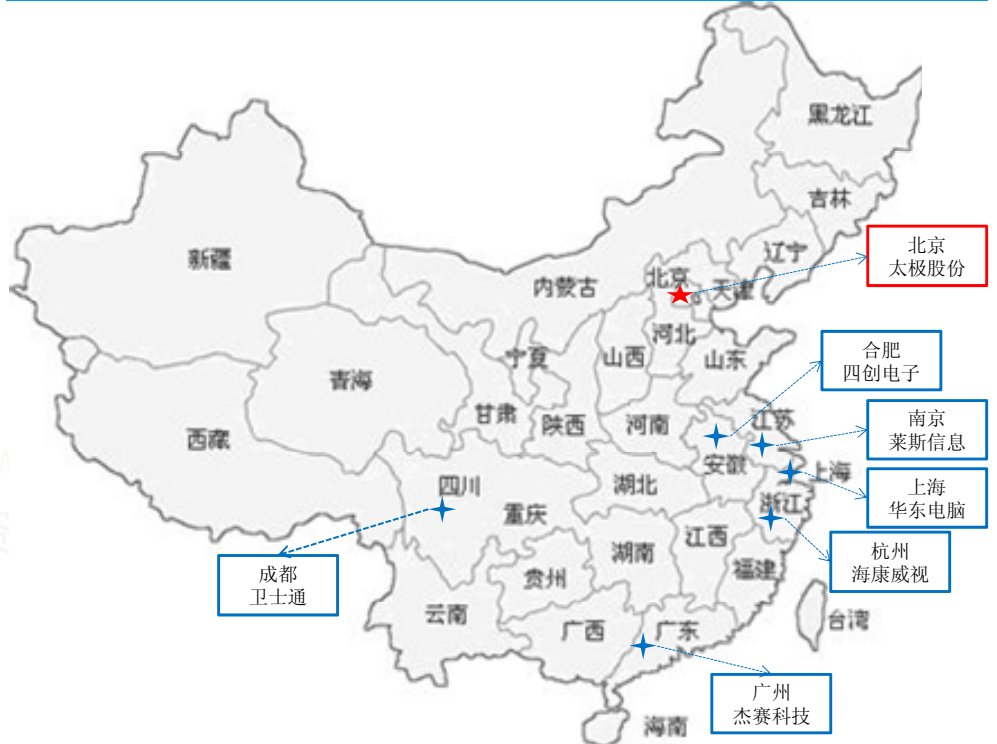 黑龙江
吉林
辽宁
北京
太极股份
新疆
内蒙古
北京
天津
河北
宁夏
山西
山东
合肥
四创电子
青海
甘肃
陕西
河南
江苏
南京
莱斯信息
西藏
安徽
上海
四川
湖北
上海
华东电脑
重庆
浙江
江西
湖南
杭州
海康威视
成都
卫士通
贵州
福建
云南
广西
广东
台湾
广州
杰赛科技
海南